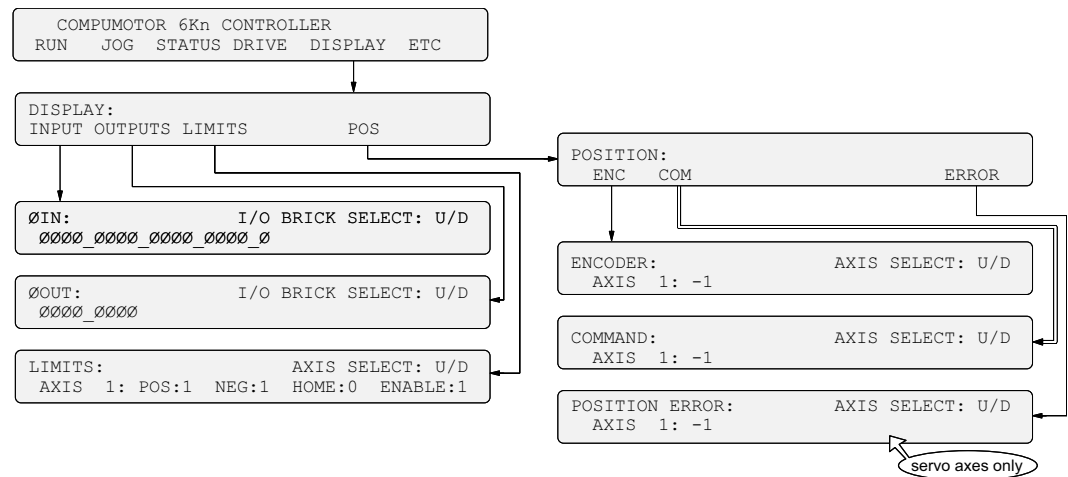 COMPUMOTOR 6Kn CONTROLLER
RUN JOG STATUS DRIVE DISPLAY ETC
DISPLAY:
INPUT OUTPUTS LIMITS POS
ØIN: I/O BRICK SELECT: U/D
ØØØØ_ØØØØ_ØØØØ_ØØØØ_Ø
ØOUT: I/O BRICK SELECT: U/D
ØØØØ_ØØØØ
LIMITS: AXIS SELECT: U/D
AXIS 1: POS:1 NEG:1 HOME:0 ENABLE:1
POSITION:
ENC COM ERROR
ENCODER: AXIS SELECT: U/D
AXIS 1: -1
COMMAND: AXIS SELECT: U/D
AXIS 1: -1
POSITION ERROR: AXIS SELECT: U/D
AXIS 1: -1
servo axes only